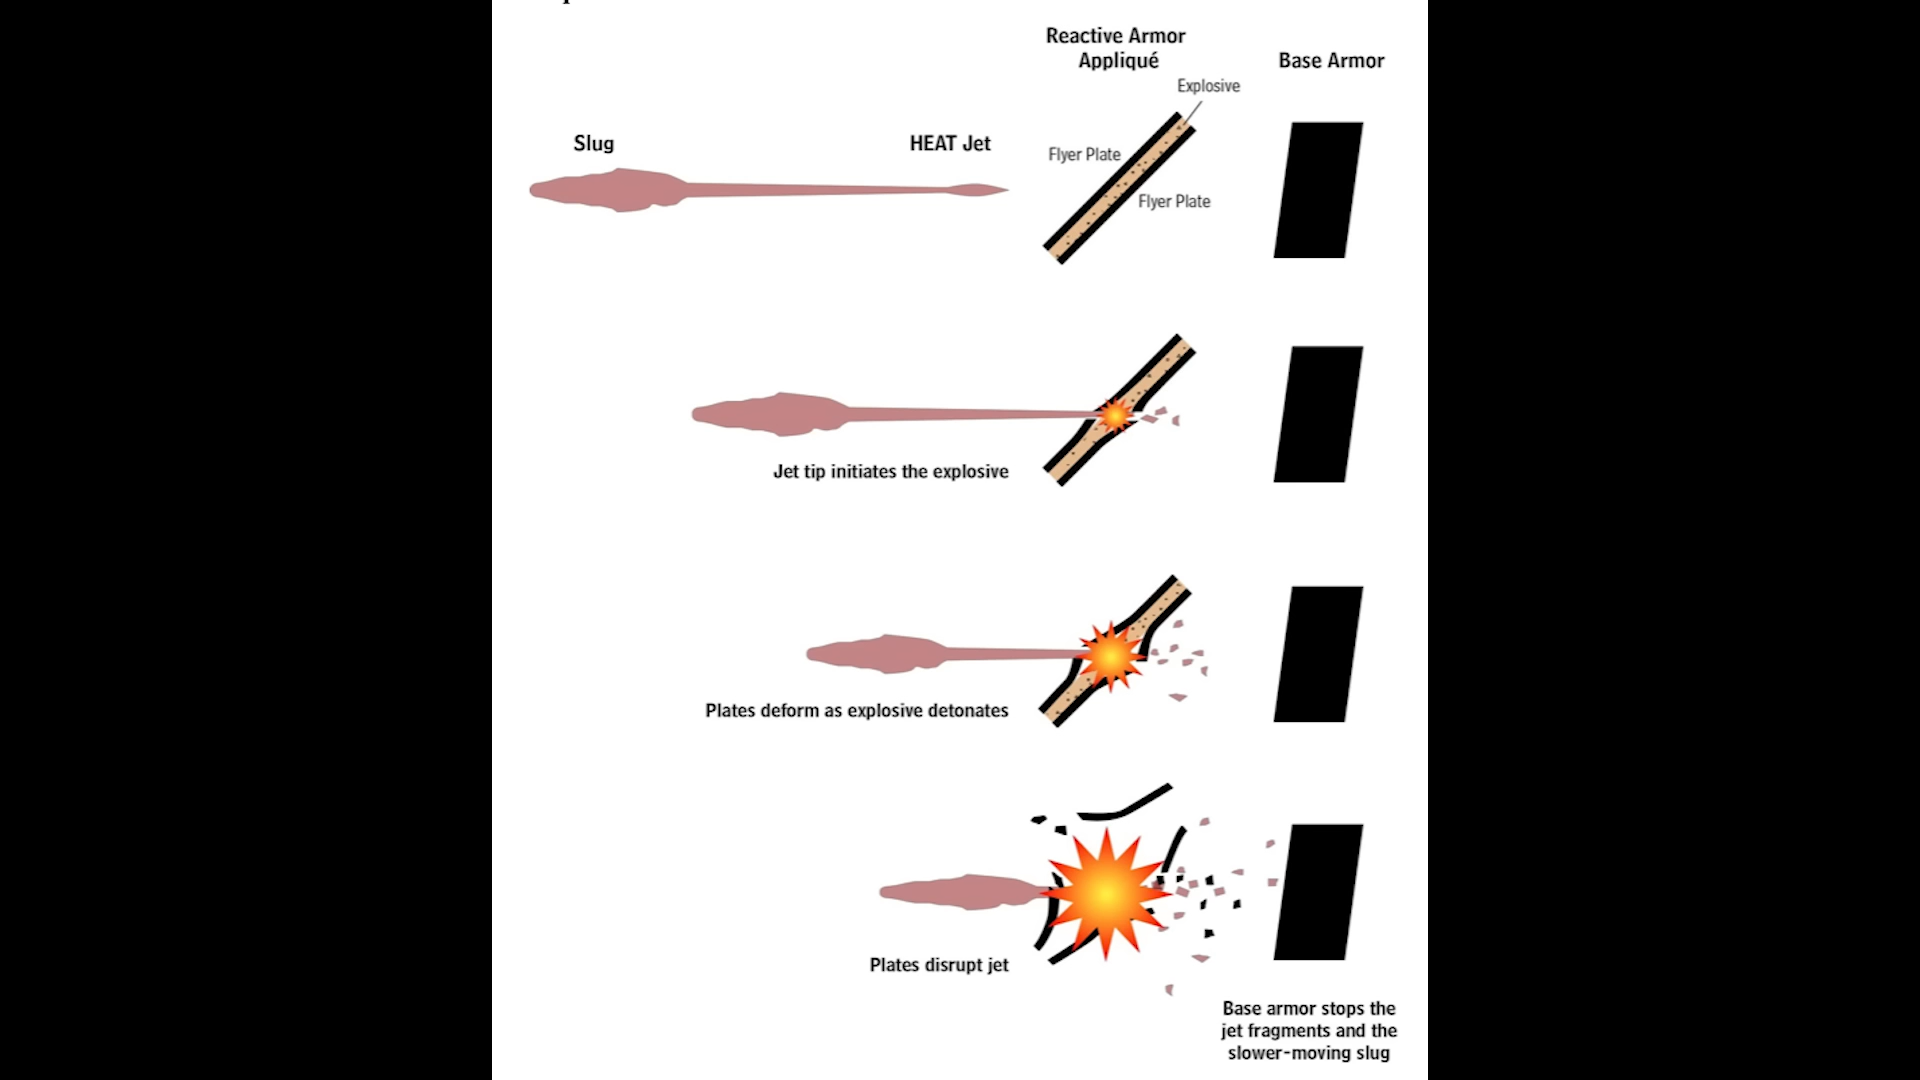 Reactive Armor
Appliqué
Base Armor
Explosive
Slug
HEAT Jet
Flyer Plate
Flyer Plate
Jet tip initiates the explosive
Plates deform as explosive detonates
Plates disrupt jet
Base armor stops the
jet fragments and the
slower-moving slug